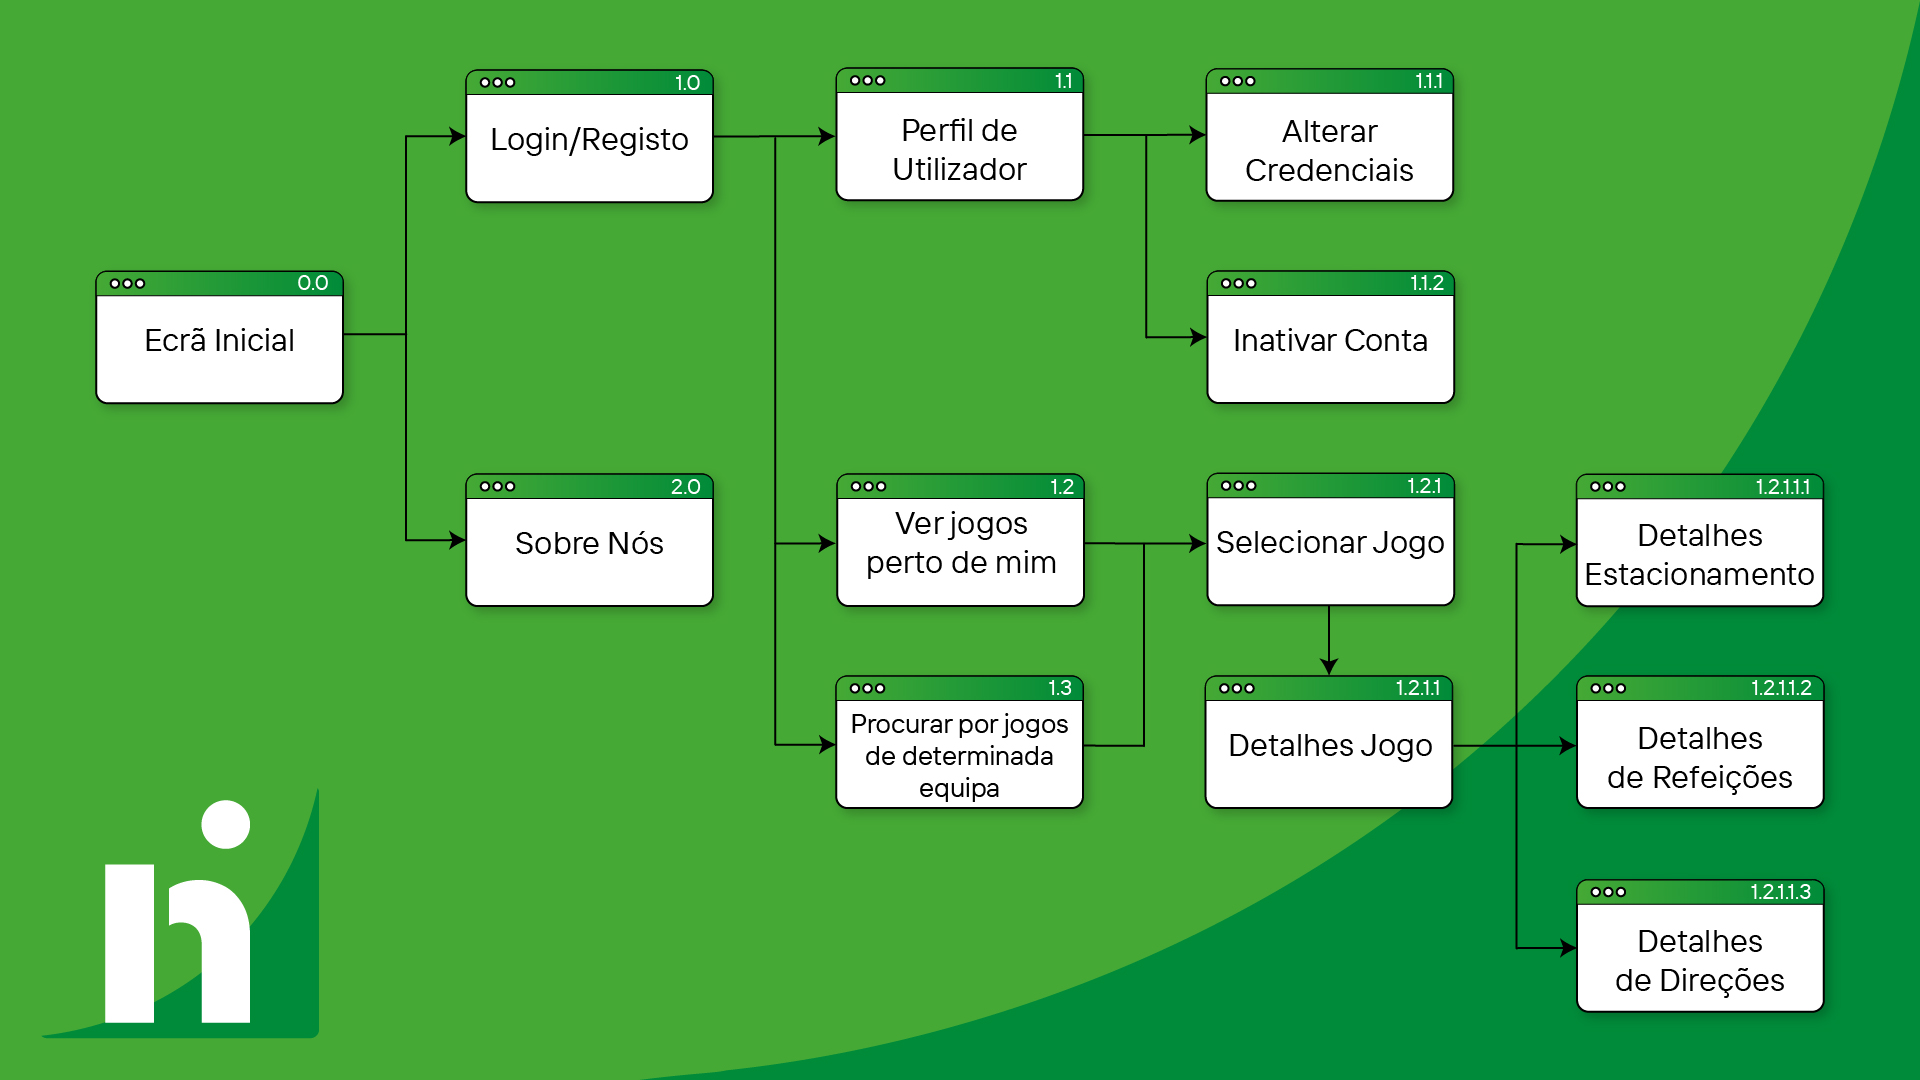 1.0
Login/Registo
1.1
Perfil de
Utilizador
1.1.1
Alterar
Credenciais
0.0
Ecrã Inicial
1.1.2
Inativar Conta
2.0
Sobre Nós
1.2
Ver jogos
perto de mim
1.2.1
Selecionar Jogo
1.2.1.1.1
Detalhes
Estacionamento
1.3
Procurar por jogos
de determinada
equipa
1.2.1.1
Detalhes Jogo
1.2.1.1.2
Detalhes
de Refeições
1.2.1.1.3
Detalhes
de Direções